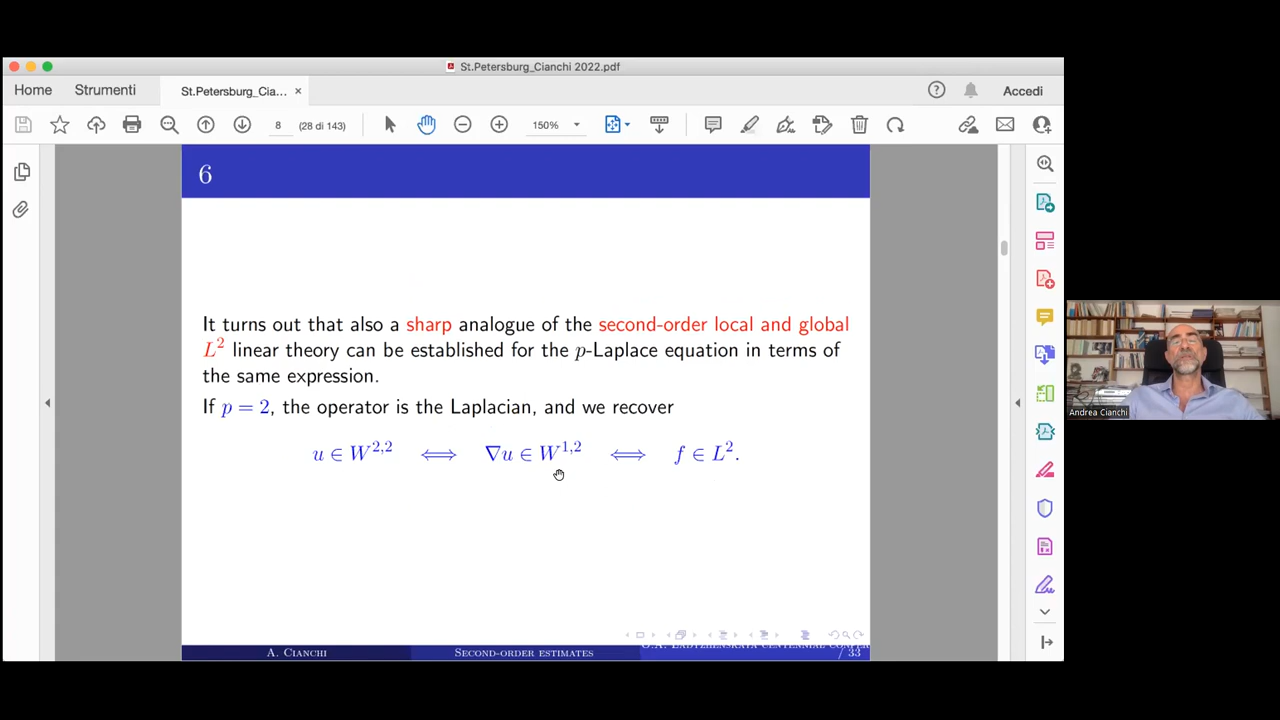 St.Petersburg_Cianchi 2022.pdf
Home Strumenti St.Petersburg_Cia... × Accedi
8 (28 di 143) 150%
6
It turns out that also a sharp analogue of the second-order local and global
L² linear theory can be established for the p-Laplace equation in terms of
the same expression.
If p = 2, the operator is the Laplacian, and we recover
u ∈ W^{2,2} ⟺ ∇u ∈ W^{1,2} ⟺ f ∈ L².
Andrea Cianchi
A. Cianchi Second-order estimates / 33